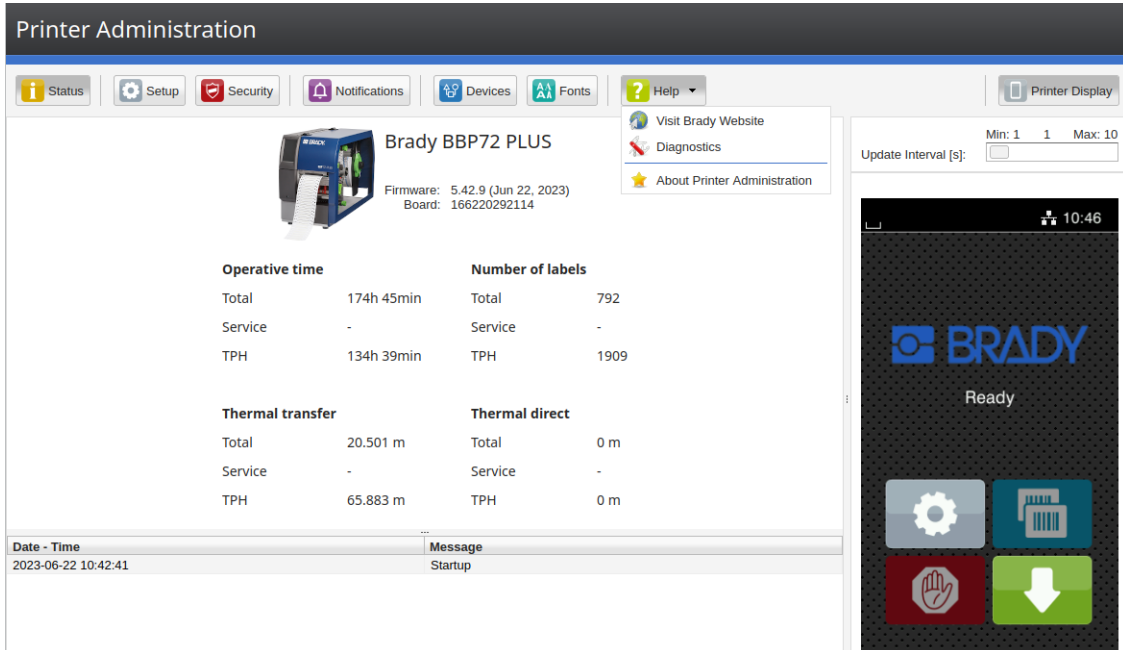 Printer Administration
Status Setup Security Notifications Devices Fonts Help Printer Display
Visit Brady Website
Diagnostics
About Printer Administration
Brady BBP72 PLUS
Firmware: 5.42.9 (Jun 22, 2023)
Board: 166220292114
Operative time Number of labels
Total 174h 45min Total 792
Service - Service -
TPH 134h 39min TPH 1909
Thermal transfer Thermal direct
Total 20.501 m Total 0 m
Service - Service -
TPH 65.883 m TPH 0 m
Date - Time Message
2023-06-22 10:42:41 Startup
Min: 1 1 Max: 10
Update Interval [s]:
10:46
BRADY
Ready